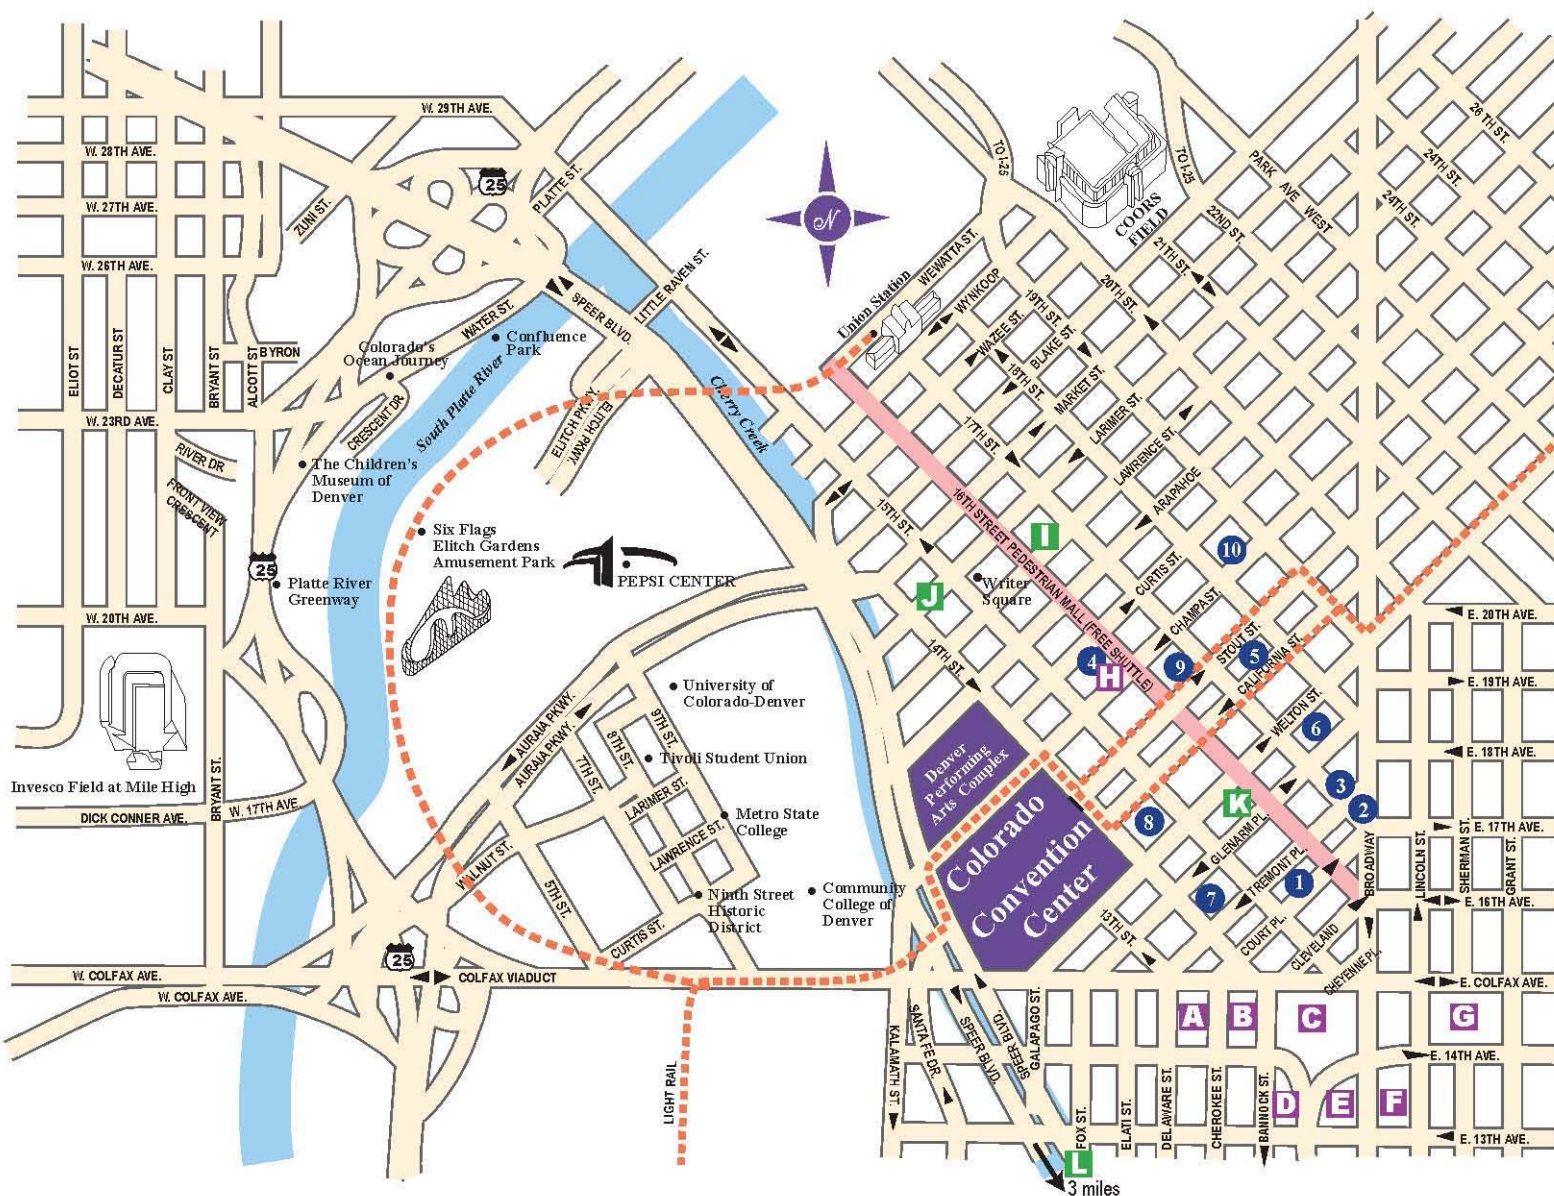 W. 29TH AVE.
W. 28TH AVE.
W. 27TH AVE.
W. 26TH AVE.
ZUNI ST.
25
PLATTE ST.
LITTLE RAVEN ST.
SPEER BLVD.
WATER ST.
Confluence
Park
Colorado's
Ocean Journey
CRESCENT DR
South Platte River
Cherry Creek
ELITCH PKWY.
ELITCH PKWY.
ELIOT ST
DECATUR ST
CLAY ST
BRYANT ST
ALCOTT ST
BYRON
W. 23RD AVE.
RIVER DR
FRONT VIEW
CRESCENT
The Children's
Museum of
Denver
Six Flags
Elitch Gardens
Amusement Park
PEPSI CENTER
25
Platte River
Greenway
W. 20TH AVE.
Invesco Field at Mile High
BRYANT ST.
W. 17TH AVE.
DICK CONNER AVE.
AURAIA PKWY.
AURAIA PKWY.
University of
Colorado-Denver
Tivoli Student Union
9TH ST.
8TH ST.
7TH ST.
LARIMER ST.
LAWRENCE ST.
Metro State
College
WALNUT ST.
5TH ST.
CURTIS ST.
Ninth Street
Historic
District
Community
College of
Denver
25
W. COLFAX AVE.
W. COLFAX AVE.
COLFAX VIADUCT
LIGHT RAIL
N
TO I-25
TO I-25
COORS
FIELD
PARK AVE WEST
26 TH ST.
24TH ST.
24TH ST.
22ND ST.
21TH ST.
20TH ST.
19TH ST.
18TH ST.
17TH ST.
15TH ST.
14TH ST.
13TH ST.
Union Station
WEWATTA ST.
WYNKOOP
WAZEE ST.
BLAKE ST.
MARKET ST.
LARIMER ST.
LAWRENCE ST.
ARAPAHOE
CURTIS ST.
CHAMPA ST.
STOUT ST.
CALIFORNIA ST.
WELTON ST.
GLENARM PL.
TREMONT PL.
COURT PL.
CLEVELAND
CHEYENNE PL.
16TH STREET PEDESTRIAN MALL (FREE SHUTTLE)
Writer
Square
I
J
H
K
10
4
9
5
6
3
2
8
1
7
Denver
Performing
Arts Complex
Colorado
Convention
Center
BROADWAY
LINCOLN ST.
SHERMAN ST.
GRANT ST.
E. 20TH AVE.
E. 19TH AVE.
E. 18TH AVE.
E. 17TH AVE.
E. 16TH AVE.
E. COLFAX AVE.
E. 14TH AVE.
E. 13TH AVE.
A
B
C
G
D
E
F
KALAMATH ST.
SANTA FE DR.
SPEER BLVD.
SPEER BLVD.
GALAPAGO ST.
FOX ST.
ELATI ST.
DELAWARE ST.
CHEROKEE ST.
BANNOCK ST.
L
3 miles